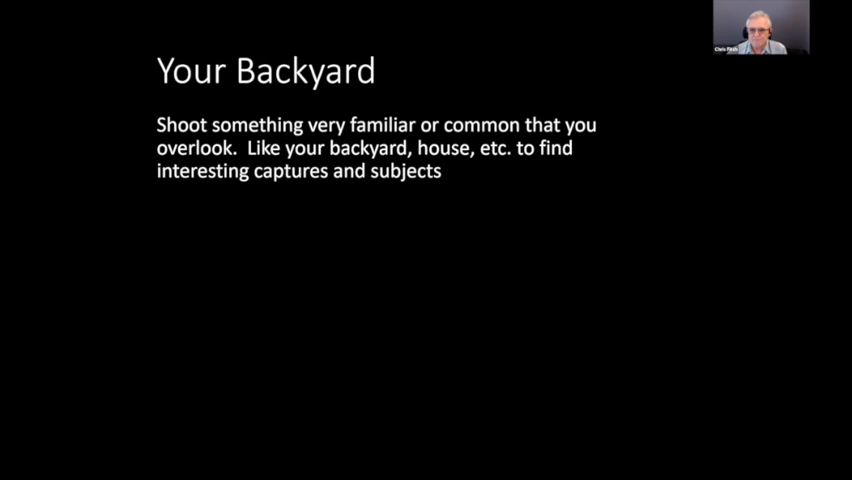 Your Backyard
Shoot something very familiar or common that you
overlook.  Like your backyard, house, etc. to find
interesting captures and subjects